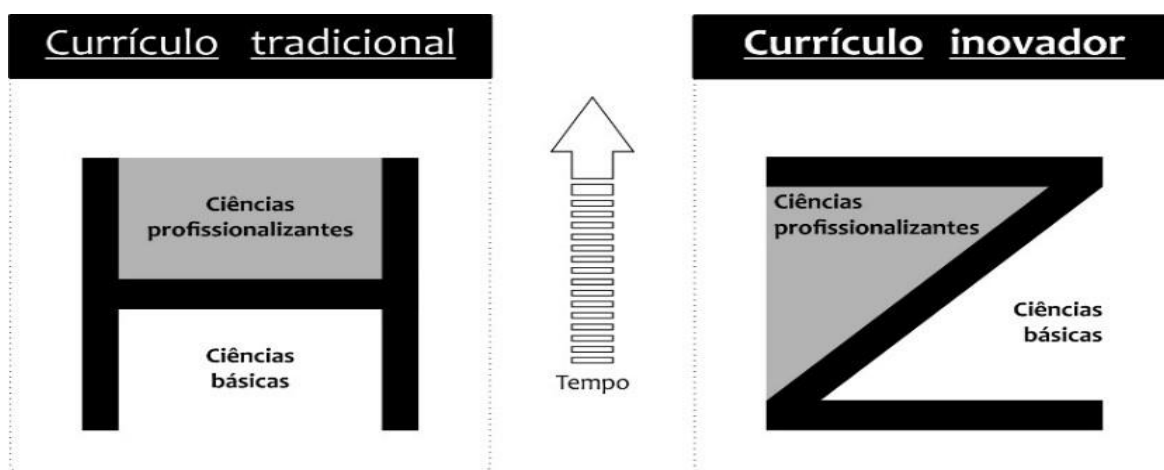 Currículo tradicional
Ciências
profissionalizantes
Ciências
básicas
Tempo
Currículo inovador
Ciências
profissionalizantes
Ciências
básicas